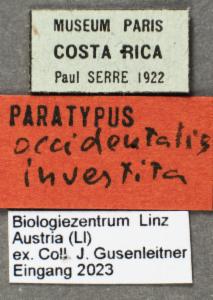 MUSEUM PARIS
COSTA RICA
Paul SERRE 1922
PARATYPUS
occidentalis
investita
Biologiezentrum Linz
Austria (LI)
ex. Coll. J. Gusenleitner
Eingang 2023